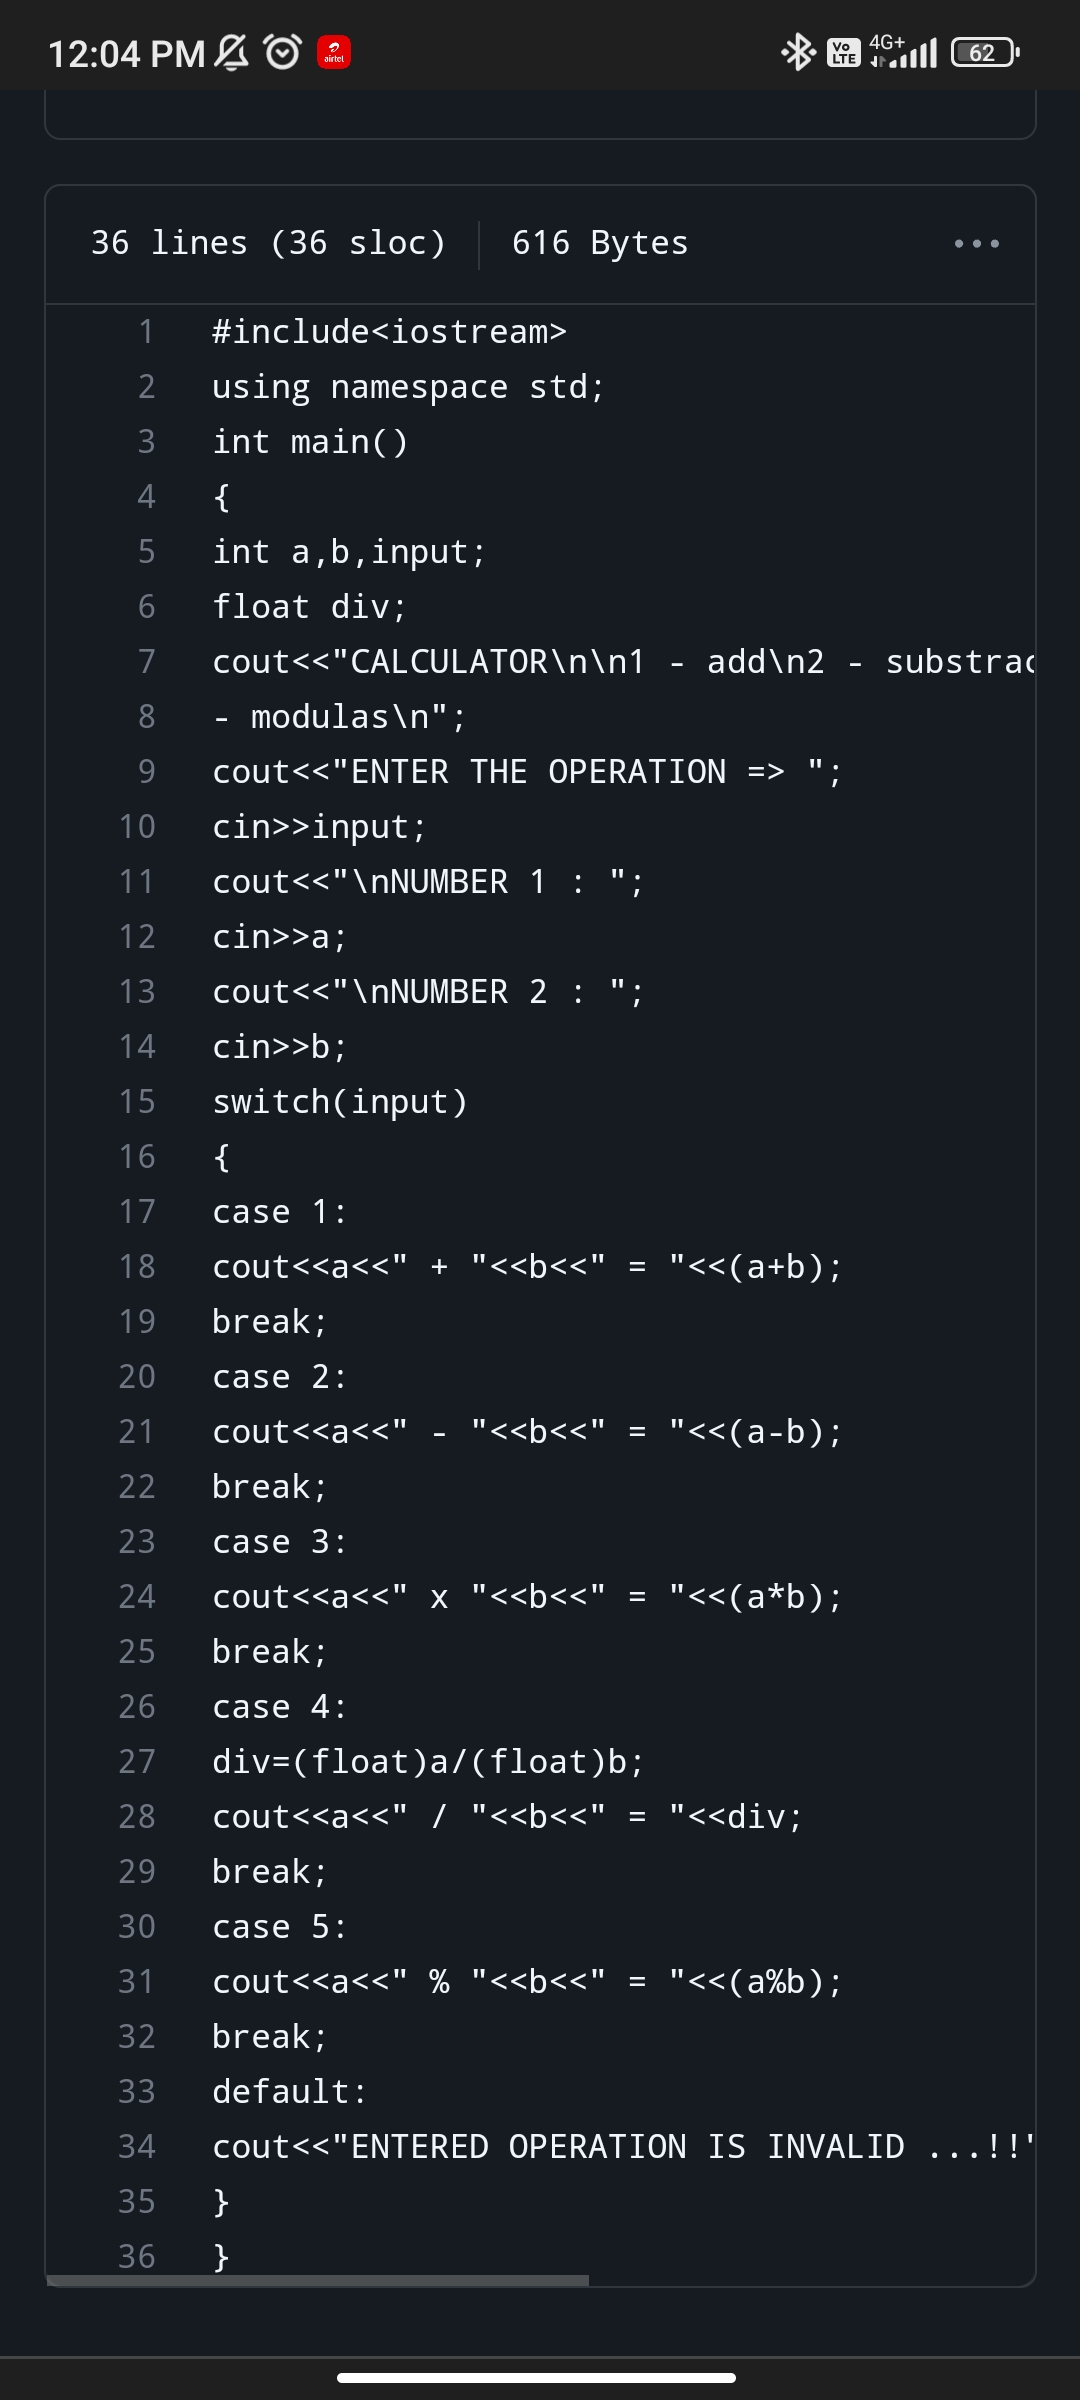 12:04 PM airtel Vo LTE 4G+ 62
36 lines (36 sloc) 616 Bytes
1 #include<iostream>
2 using namespace std;
3 int main()
4 {
5 int a,b,input;
6 float div;
7 cout<<"CALCULATOR\n\n1 - add\n2 - substrac
8 - modulas\n";
9 cout<<"ENTER THE OPERATION => ";
10 cin>>input;
11 cout<<"\nNUMBER 1 : ";
12 cin>>a;
13 cout<<"\nNUMBER 2 : ";
14 cin>>b;
15 switch(input)
16 {
17 case 1:
18 cout<<a<<" + "<<b<<" = "<<(a+b);
19 break;
20 case 2:
21 cout<<a<<" - "<<b<<" = "<<(a-b);
22 break;
23 case 3:
24 cout<<a<<" x "<<b<<" = "<<(a*b);
25 break;
26 case 4:
27 div=(float)a/(float)b;
28 cout<<a<<" / "<<b<<" = "<<div;
29 break;
30 case 5:
31 cout<<a<<" % "<<b<<" = "<<(a%b);
32 break;
33 default:
34 cout<<"ENTERED OPERATION IS INVALID ...!!"
35 }
36 }